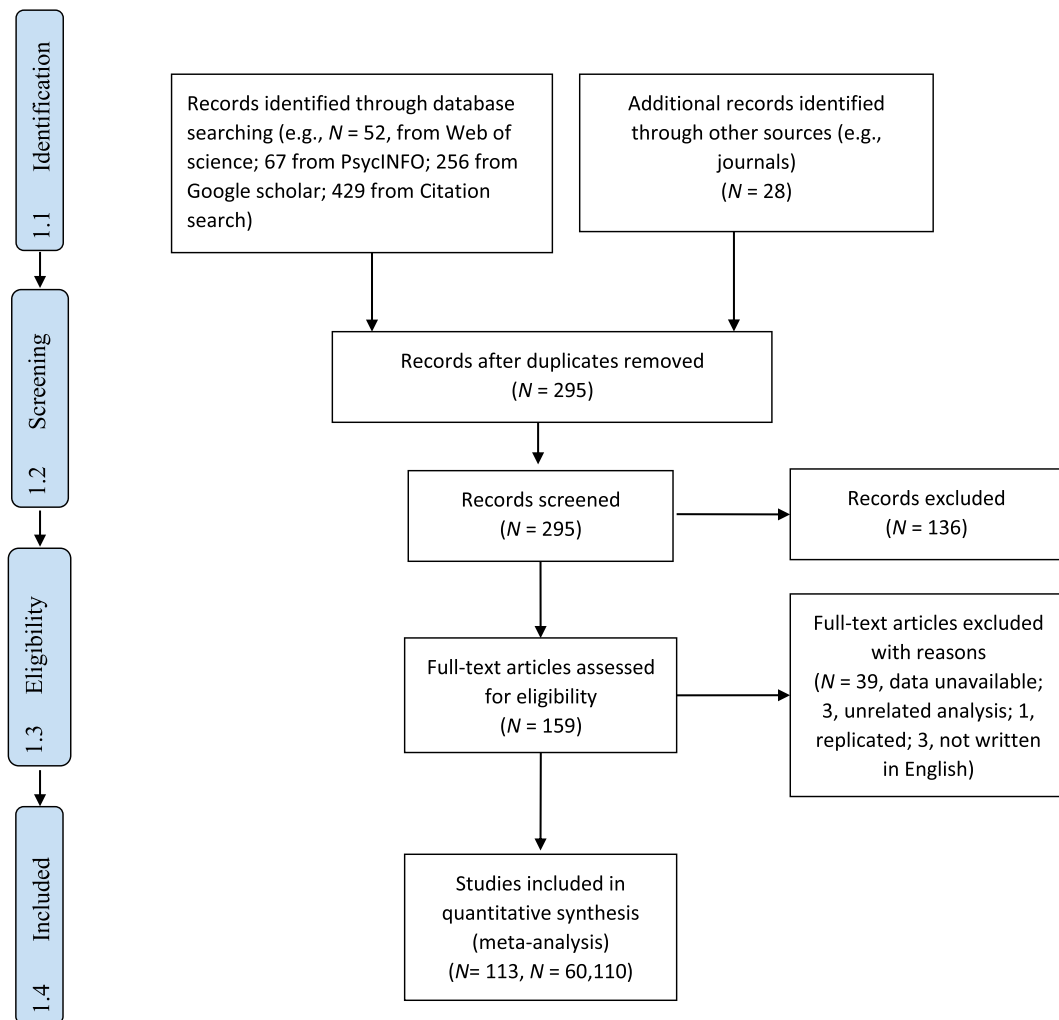 1.1 Identification
Records identified through database
searching (e.g., N = 52, from Web of
science; 67 from PsycINFO; 256 from
Google scholar; 429 from Citation
search)
Additional records identified
through other sources (e.g.,
journals)
(N = 28)
1.2 Screening
Records after duplicates removed
(N = 295)
Records screened
(N = 295)
Records excluded
(N = 136)
1.3 Eligibility
Full-text articles assessed
for eligibility
(N = 159)
Full-text articles excluded
with reasons
(N = 39, data unavailable;
3, unrelated analysis; 1,
replicated; 3, not written
in English)
1.4 Included
Studies included in
quantitative synthesis
(meta-analysis)
(N= 113, N = 60,110)